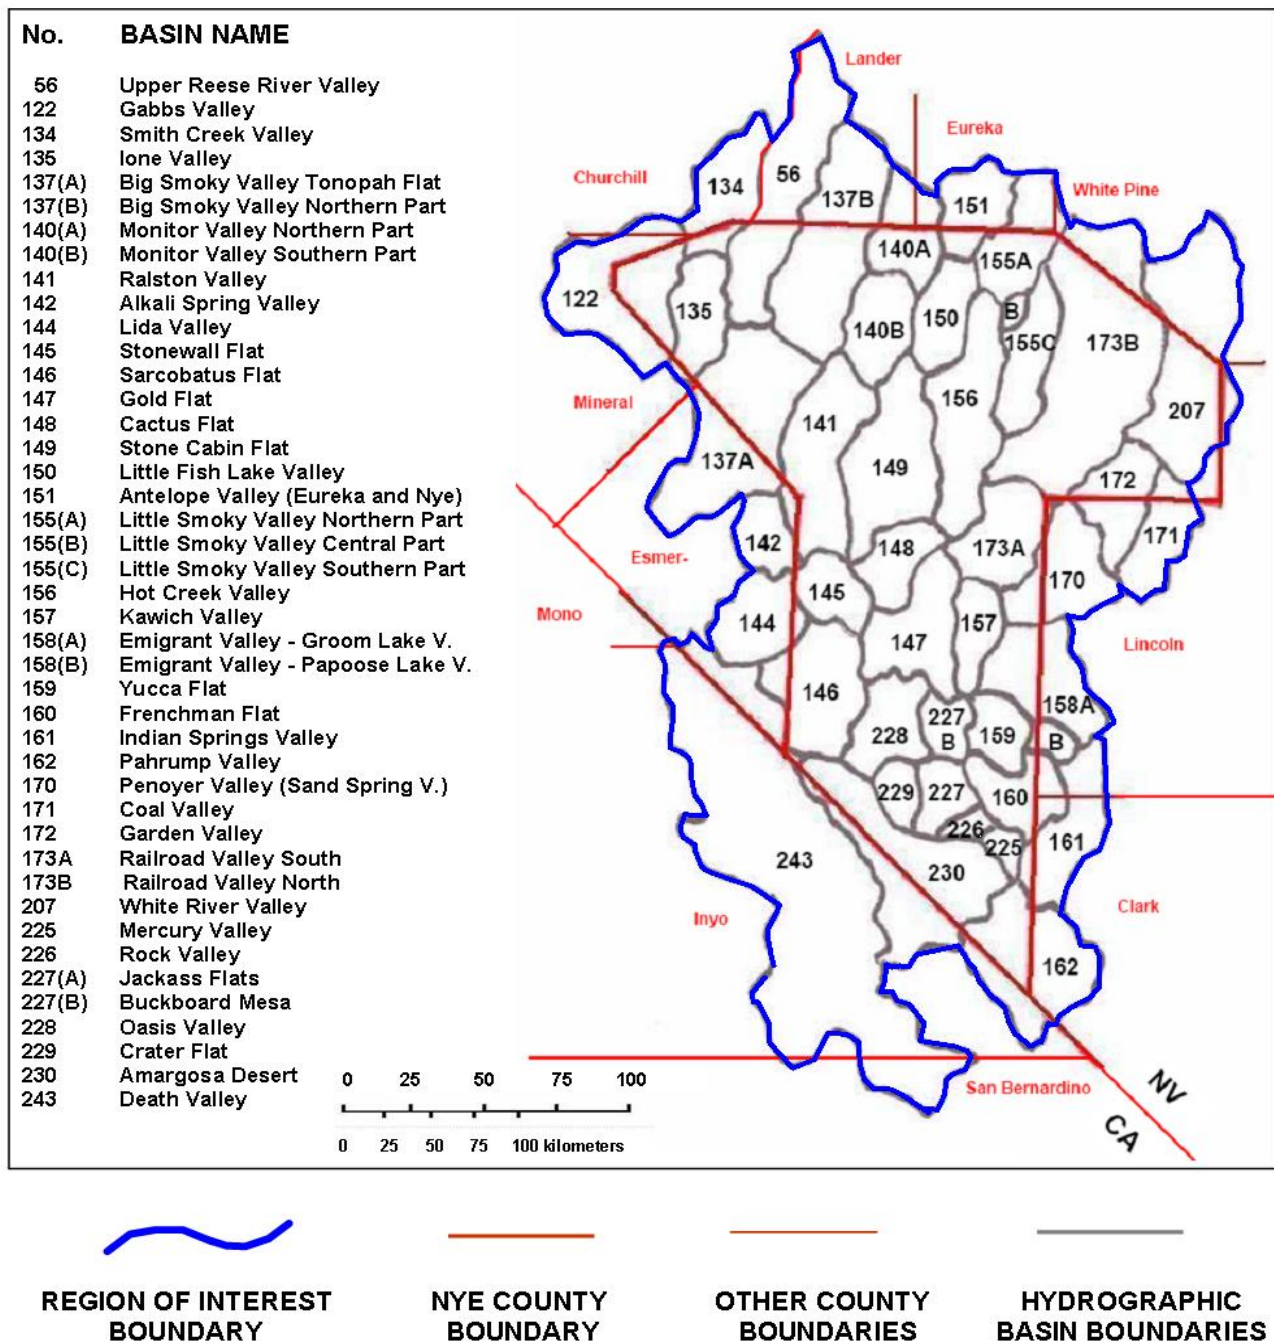 No. BASIN NAME
56 Upper Reese River Valley
122 Gabbs Valley
134 Smith Creek Valley
135 Ione Valley
137(A) Big Smoky Valley Tonopah Flat
137(B) Big Smoky Valley Northern Part
140(A) Monitor Valley Northern Part
140(B) Monitor Valley Southern Part
141 Ralston Valley
142 Alkali Spring Valley
144 Lida Valley
145 Stonewall Flat
146 Sarcobatus Flat
147 Gold Flat
148 Cactus Flat
149 Stone Cabin Flat
150 Little Fish Lake Valley
151 Antelope Valley (Eureka and Nye)
155(A) Little Smoky Valley Northern Part
155(B) Little Smoky Valley Central Part
155(C) Little Smoky Valley Southern Part
156 Hot Creek Valley
157 Kawich Valley
158(A) Emigrant Valley - Groom Lake V.
158(B) Emigrant Valley - Papoose Lake V.
159 Yucca Flat
160 Frenchman Flat
161 Indian Springs Valley
162 Pahrump Valley
170 Penoyer Valley (Sand Spring V.)
171 Coal Valley
172 Garden Valley
173A Railroad Valley South
173B Railroad Valley North
207 White River Valley
225 Mercury Valley
226 Rock Valley
227(A) Jackass Flats
227(B) Buckboard Mesa
228 Oasis Valley
229 Crater Flat
230 Amargosa Desert
243 Death Valley
0 25 50 75 100
0 25 50 75 100 kilometers
Lander
Eureka
Churchill
White Pine
134
56
137B
151
140A
155A
122
135
140B
150
B
155C
173B
Mineral
141
156
207
137A
149
172
142
148
173A
171
Esmer-
170
145
Mono
144
157
Lincoln
147
146
158A
227
B
228
159
B
229
227
160
226
225
161
243
230
Inyo
Clark
162
San Bernardino
NV
CA
REGION OF INTEREST
BOUNDARY
NYE COUNTY
BOUNDARY
OTHER COUNTY
BOUNDARIES
HYDROGRAPHIC
BASIN BOUNDARIES